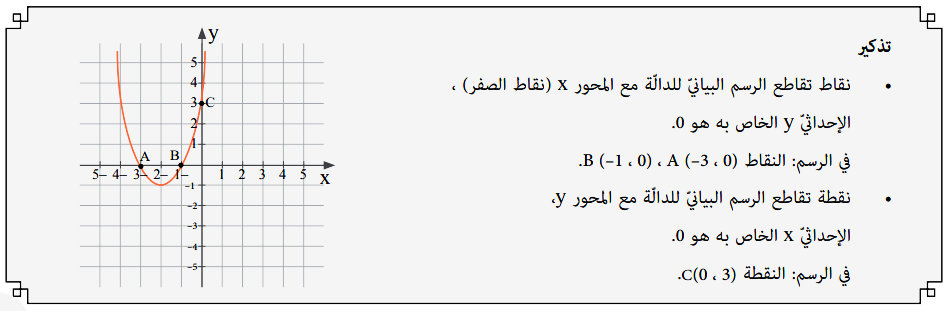 تذكير
• نقاط تقاطع الرسم البيانيّ للدالّة مع المحور x (نقاط الصفر) ،
الإحداثيّ y الخاص به هو 0.
في الرسم: النقاط A (−3 ، 0) ، B (−1 ، 0).
• نقطة تقاطع الرسم البيانيّ للدالّة مع المحور y،
الإحداثيّ x الخاص به هو 0.
في الرسم: النقطة C(0 ، 3).
y
5
4
3 C
2
1
A B
5− 4− 3− 2− 1− 1 2 3 4 5
x
−1
−2
−3
−4
−5